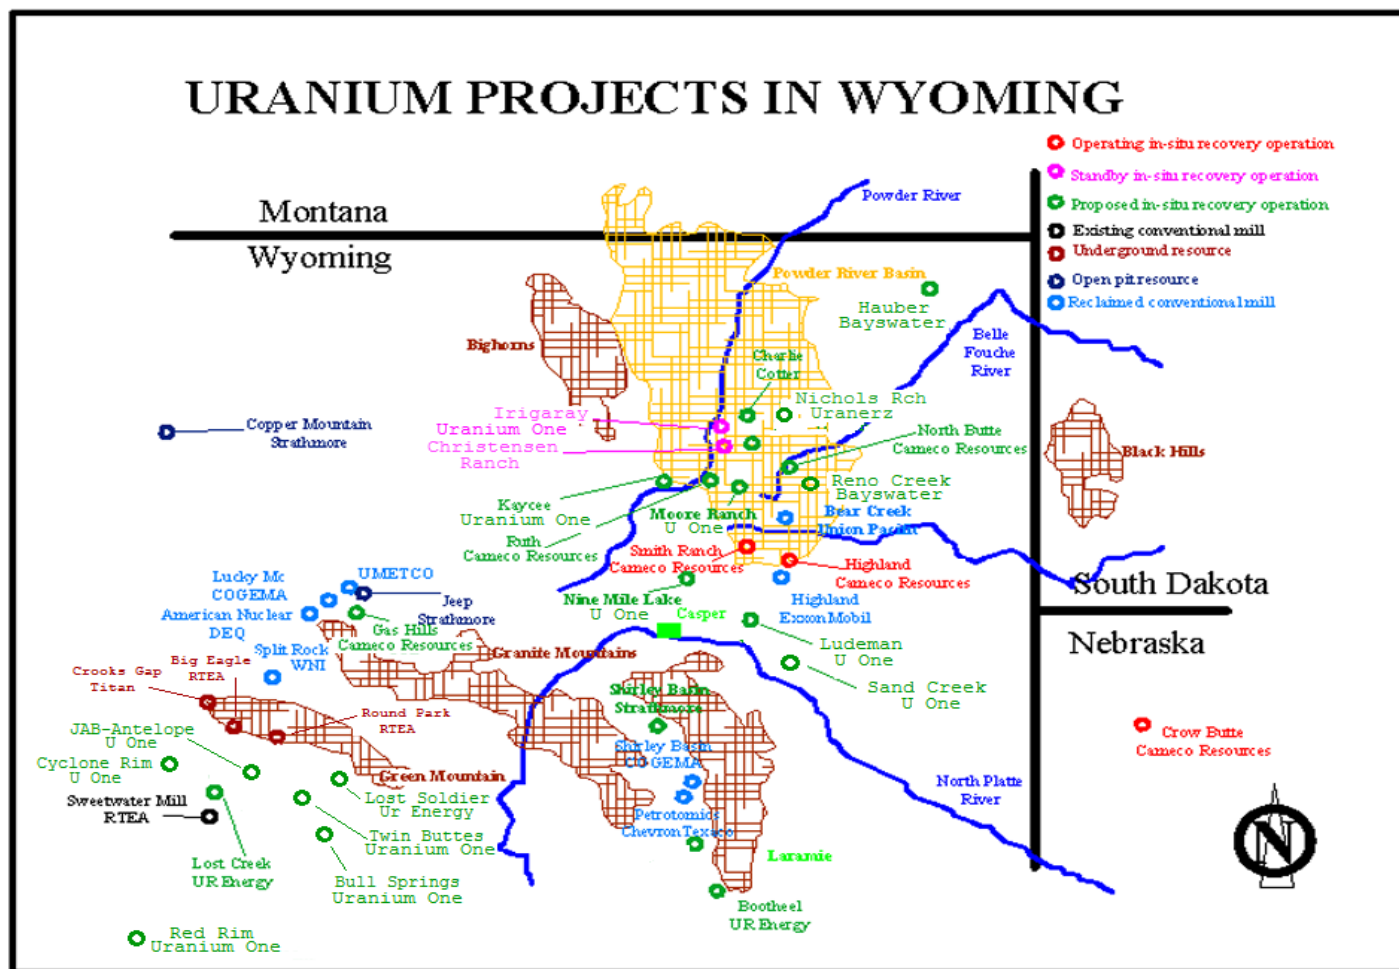 URANIUM PROJECTS IN WYOMING
Operating in-situ recovery operation
Standby in-situ recovery operation
Proposed in-situ recovery operation
Existing conventional mill
Underground resource
Open pit resource
Reclaimed conventional mill
Montana
Wyoming
Powder River
Powder River Basin
Hauber
Bayswater
Bighorns
Belle
Fouche
River
Charlie
Cotter
Nichols Rch
Uranerz
Irigaray
Uranium One
Christensen
Ranch
Copper Mountain
Strathmore
North Butte
Cameco Resources
Black Hills
Reno Creek
Bayswater
Kaycee
Uranium One
Moore Ranch
U One
Bear Creek
Union Pacific
Ruth
Cameco Resources
Smith Ranch
Cameco Resources
Highland
Cameco Resources
South Dakota
Nebraska
Lucky Mc
COGEMA
UMETCO
American Nuclear
DEQ
Jeep
Strathmore
Nine Mile Lake
U One
Casper
Highland
Exxon Mobil
Gas Hills
Cameco Resources
Ludeman
U One
Split Rock
WNI
Granite Mountains
Big Eagle
RTEA
Crooks Gap
Titan
Sand Creek
U One
Shirley Basin
Strathmore
Round Park
RTEA
JAB-Antelope
U One
Shirley Basin
COGEMA
Crow Butte
Cameco Resources
Cyclone Rim
U One
Green Mountain
North Platte
River
Sweetwater Mill
RTEA
Lost Soldier
Ur Energy
Petrotomics
Chevron Texaco
Twin Buttes
Uranium One
Lost Creek
UR Energy
Laramie
Bull Springs
Uranium One
Bootheel
UR Energy
Red Rim
Uranium One
N